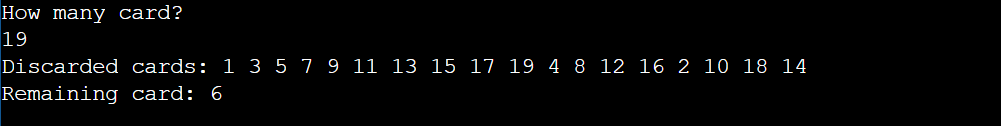 How many card?
19
Discarded cards: 1 3 5 7 9 11 13 15 17 19 4 8 12 16 2 10 18 14
Remaining card: 6